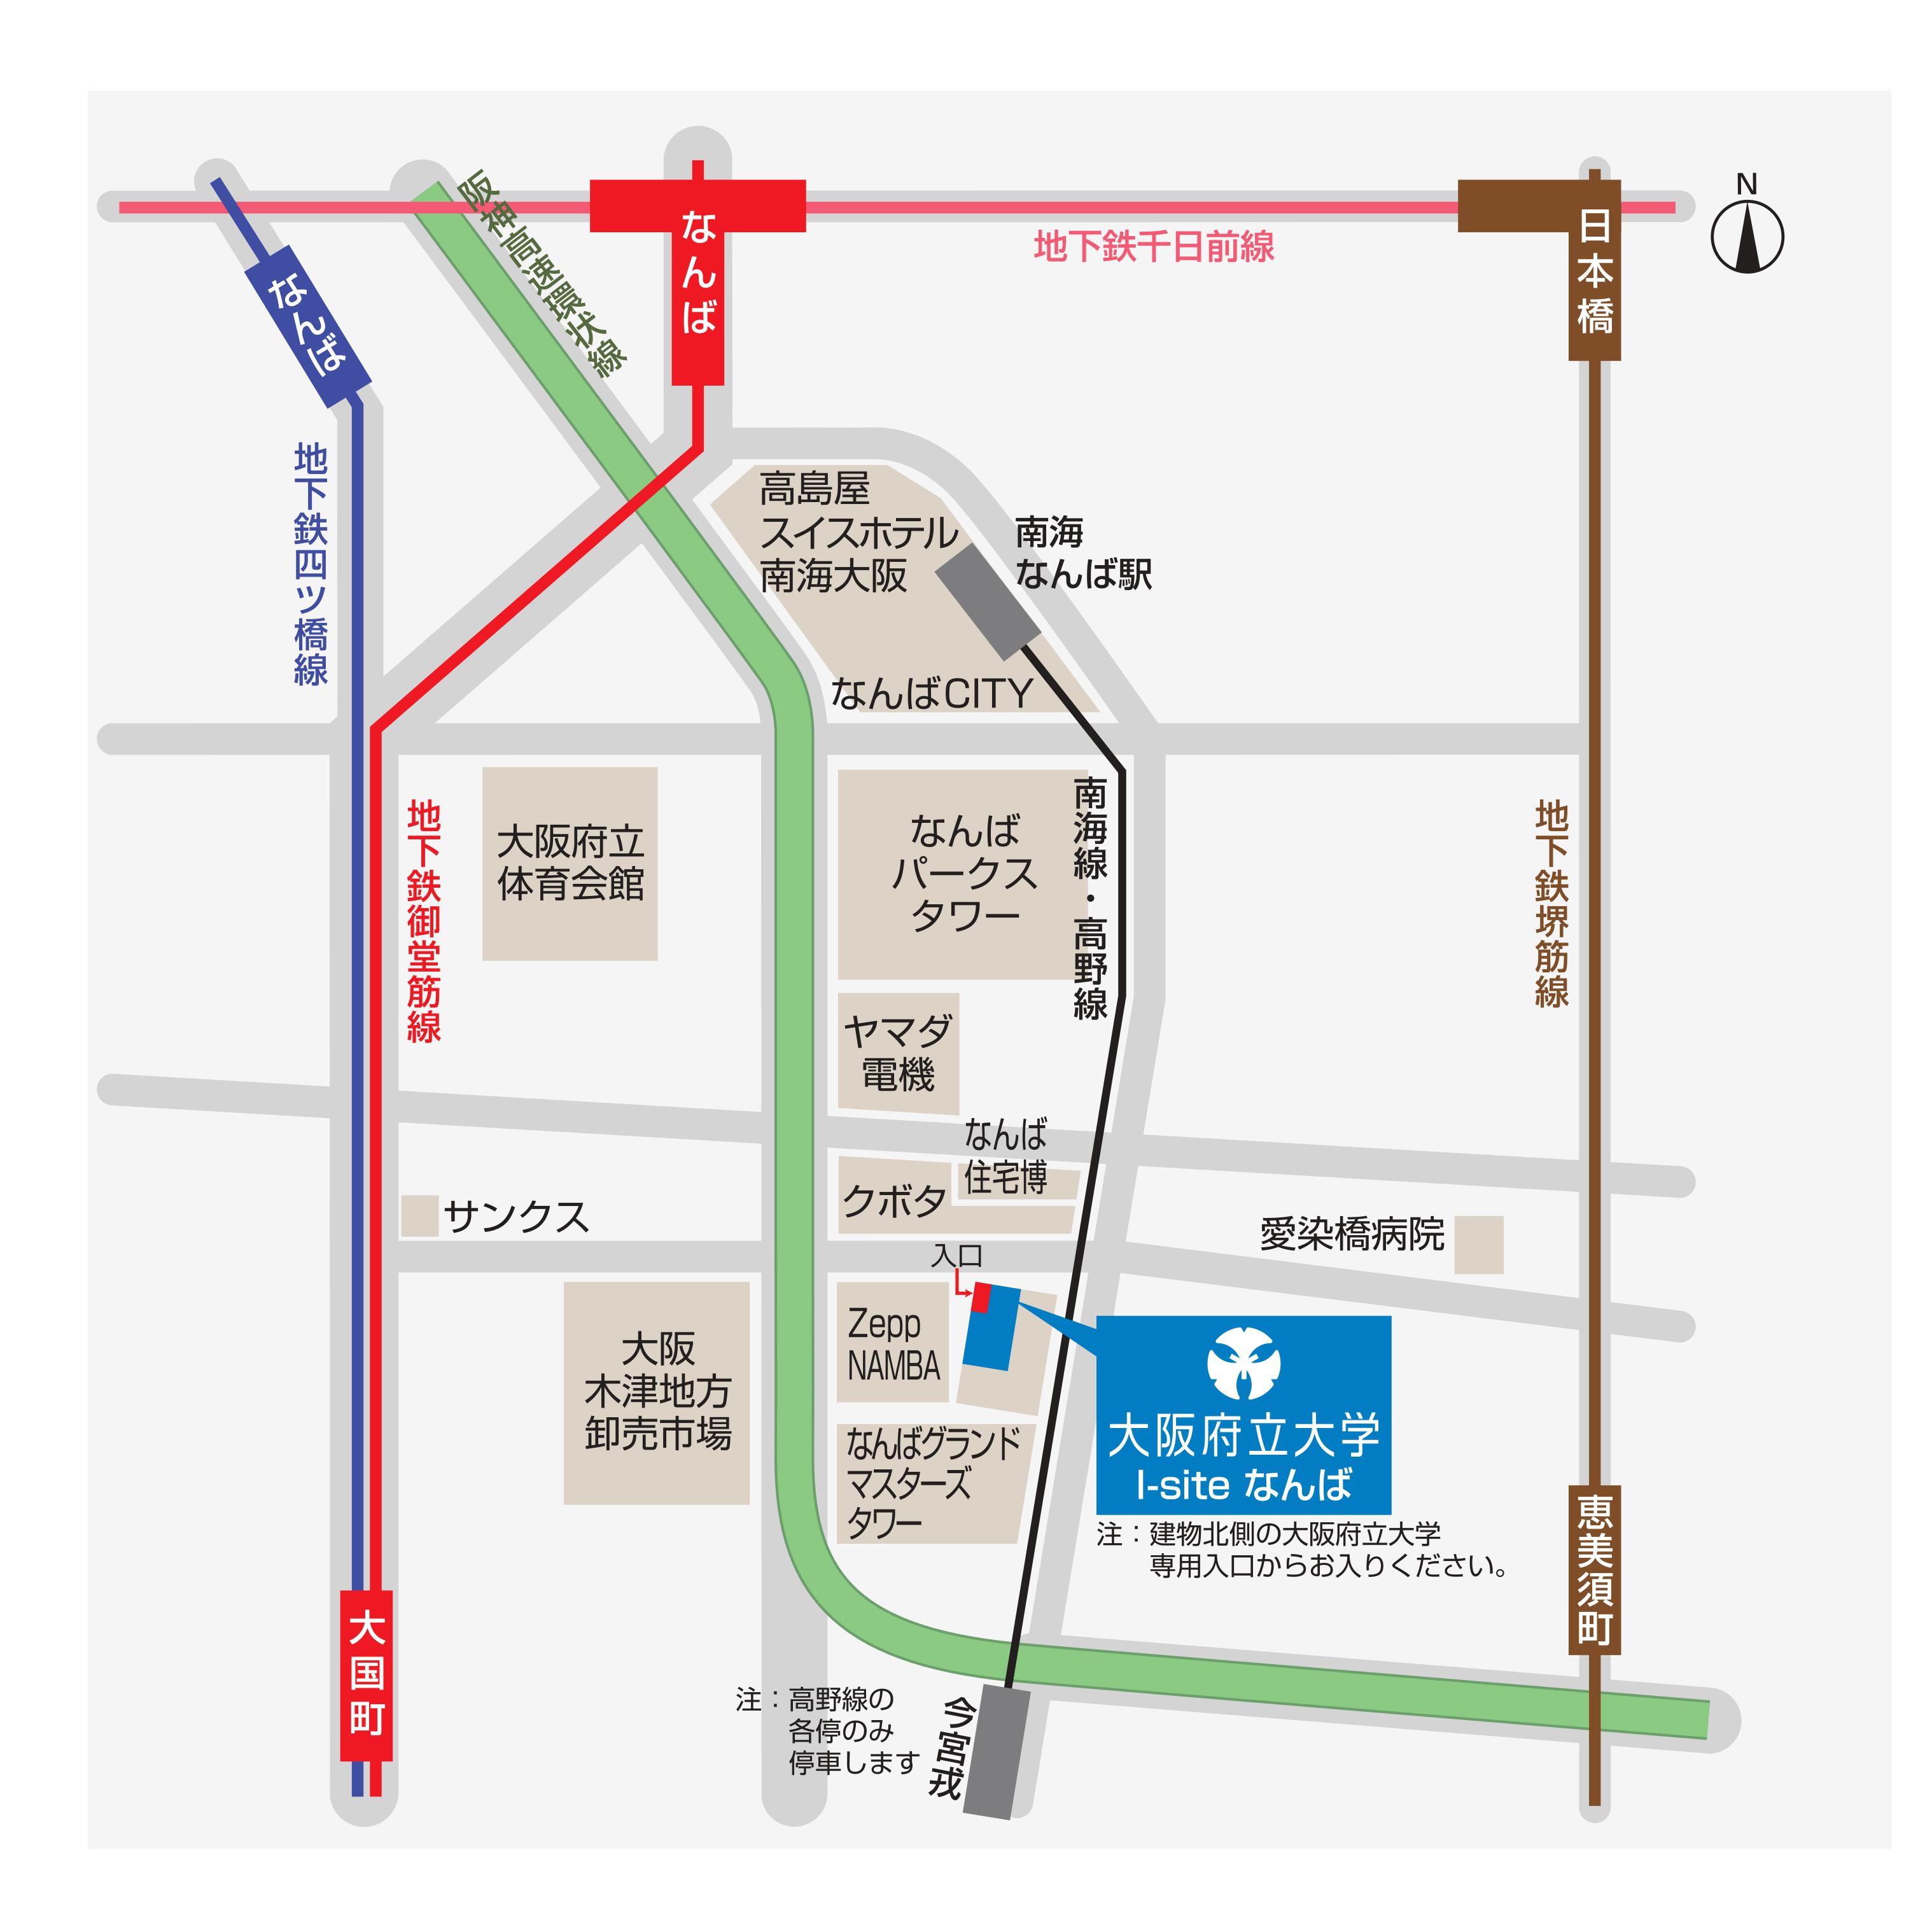 N
なんば
阪神高速環状線
なんば
日本橋
地下鉄千日前線
地下鉄四ツ橋線
高島屋
スイスホテル
南海大阪
南海
なんば駅
なんばCITY
地下鉄御堂筋線
大阪府立
体育会館
なんば
パークス
タワー
南海線・高野線
地下鉄堺筋線
ヤマダ
電機
なんば
住宅博
クボタ
サンクス
愛染橋病院
入口
Zepp
NAMBA
大阪
木津地方
卸売市場
なんばグランド
マスターズ
タワー
大阪府立大学
I-site なんば
注：建物北側の大阪府立大学
専用入口からお入りください。
恵美須町
大国町
注：高野線の
各停のみ
停車します
今宮戎